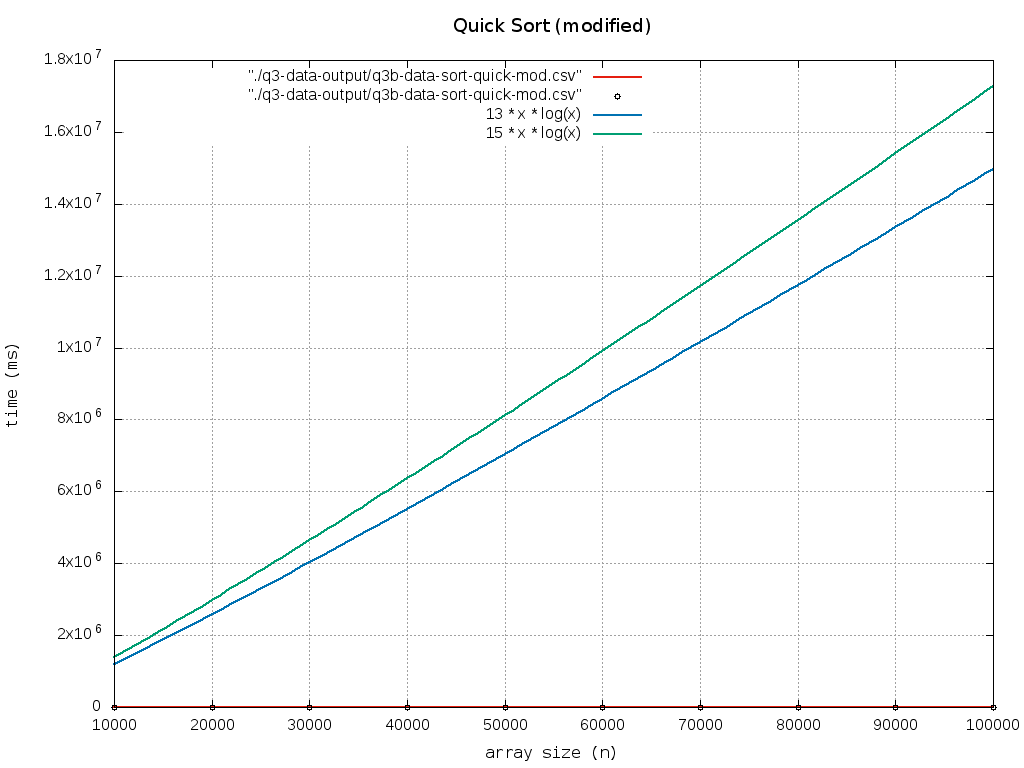 Quick Sort (modified)
1.8x10^7
1.6x10^7
1.4x10^7
1.2x10^7
1x10^7
8x10^6
6x10^6
4x10^6
2x10^6
0
time (ms)
"./q3-data-output/q3b-data-sort-quick-mod.csv"
"./q3-data-output/q3b-data-sort-quick-mod.csv"
13 * x * log(x)
15 * x * log(x)
10000 20000 30000 40000 50000 60000 70000 80000 90000 100000
array size (n)